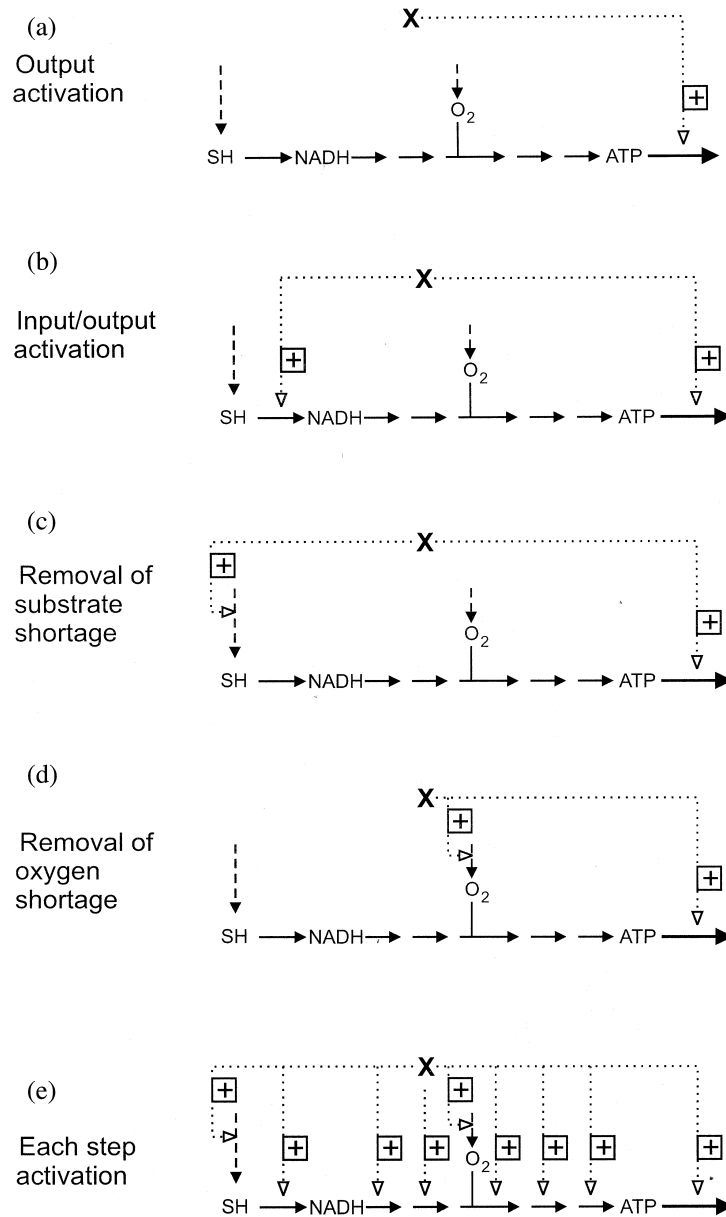 (a)
Output
activation
X
+
O2
SH
NADH
ATP
(b)
Input/output
activation
X
+
+
O2
SH
NADH
ATP
(c)
Removal of
substrate
shortage
X
+
+
O2
SH
NADH
ATP
(d)
Removal of
oxygen
shortage
X
+
+
O2
SH
NADH
ATP
(e)
Each step
activation
X
+
+
+
+
+
+
+
+
+
O2
SH
NADH
ATP